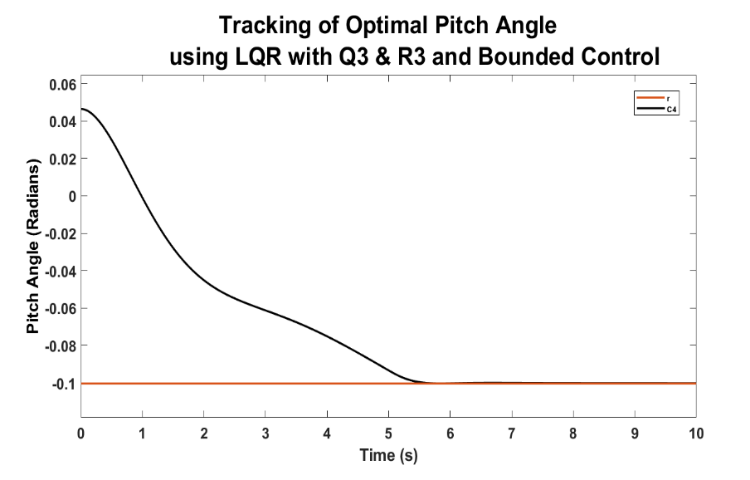 Tracking of Optimal Pitch Angle
using LQR with Q3 & R3 and Bounded Control
0.06
0.04
0.02
0
-0.02
-0.04
-0.06
-0.08
-0.1
Pitch Angle (Radians)
r
C4
0 1 2 3 4 5 6 7 8 9 10
Time (s)